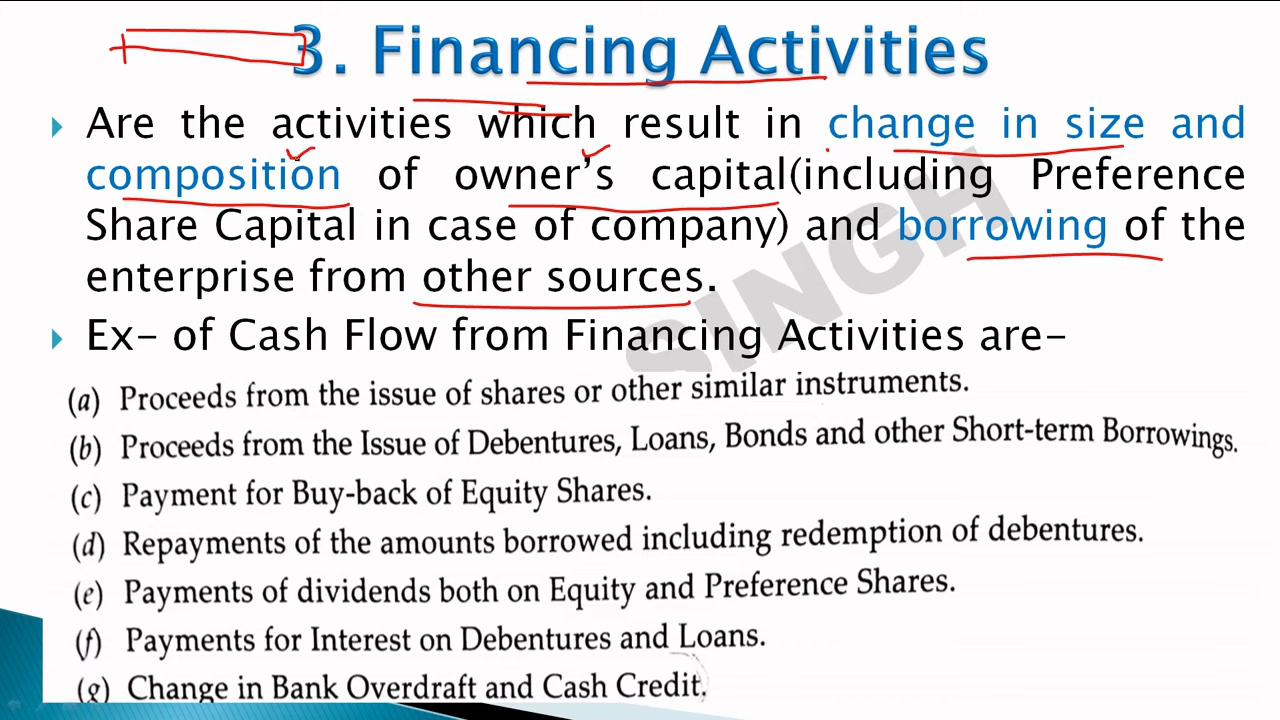 3. Financing Activities
Are the activities which result in change in size and
composition of owner's capital(including Preference
Share Capital in case of company) and borrowing of the
enterprise from other sources.
Ex- of Cash Flow from Financing Activities are-
(a) Proceeds from the issue of shares or other similar instruments.
(b) Proceeds from the Issue of Debentures, Loans, Bonds and other Short-term Borrowings.
(c) Payment for Buy-back of Equity Shares.
(d) Repayments of the amounts borrowed including redemption of debentures.
(e) Payments of dividends both on Equity and Preference Shares.
(f) Payments for Interest on Debentures and Loans.
(g) Change in Bank Overdraft and Cash Credit.
SINGH